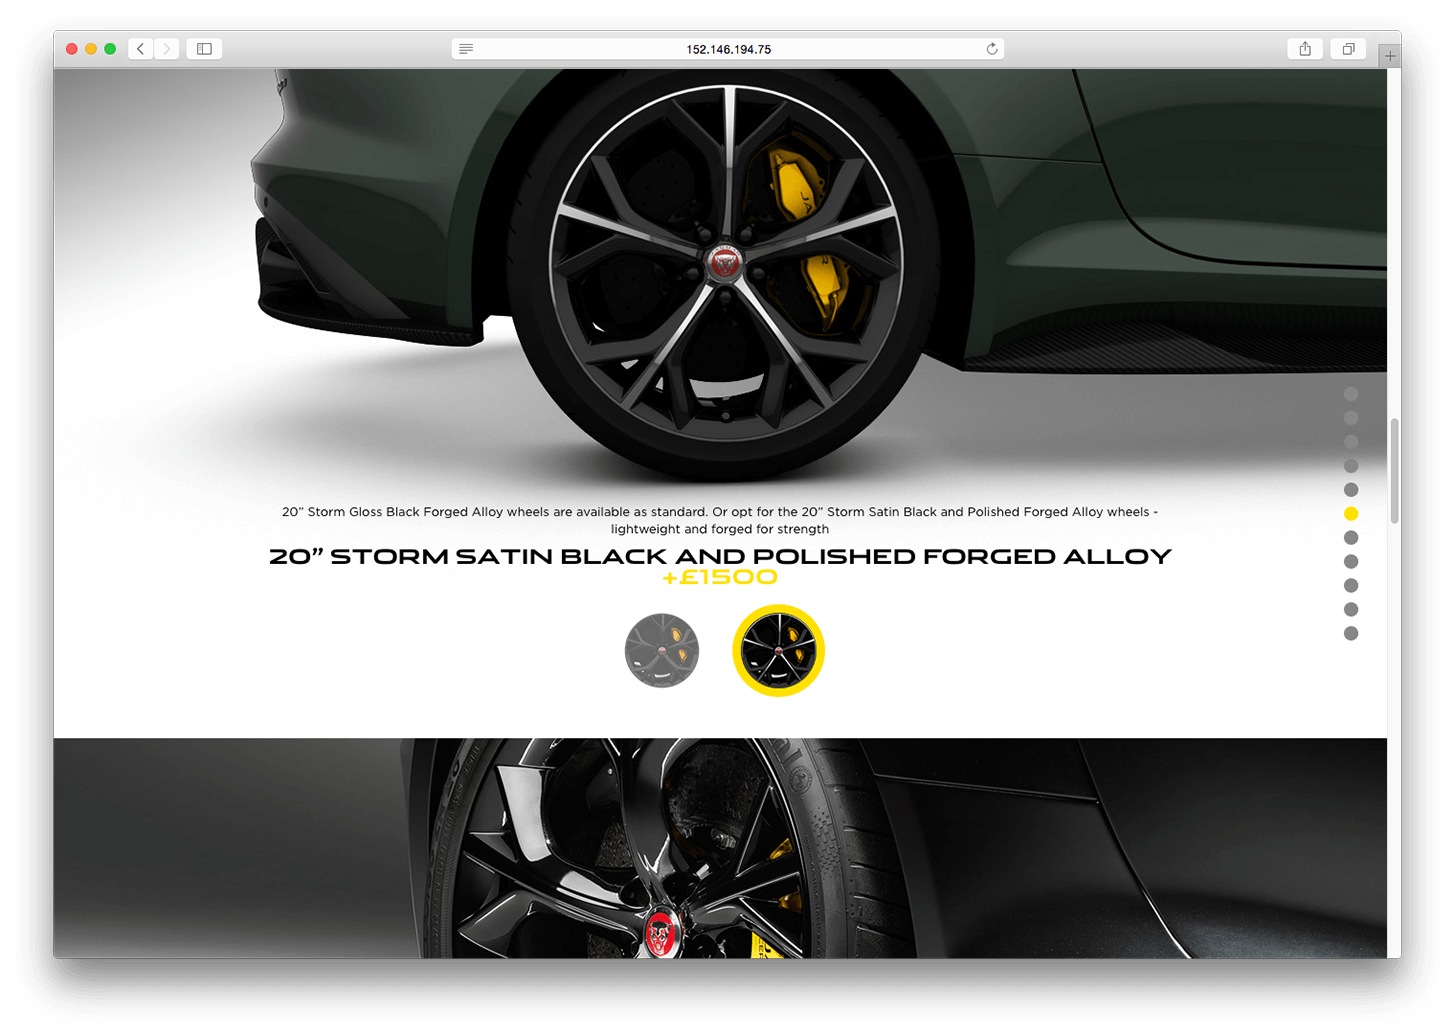 152.146.194.75
20” Storm Gloss Black Forged Alloy wheels are available as standard. Or opt for the 20” Storm Satin Black and Polished Forged Alloy wheels -
lightweight and forged for strength
20” STORM SATIN BLACK AND POLISHED FORGED ALLOY
+£1500